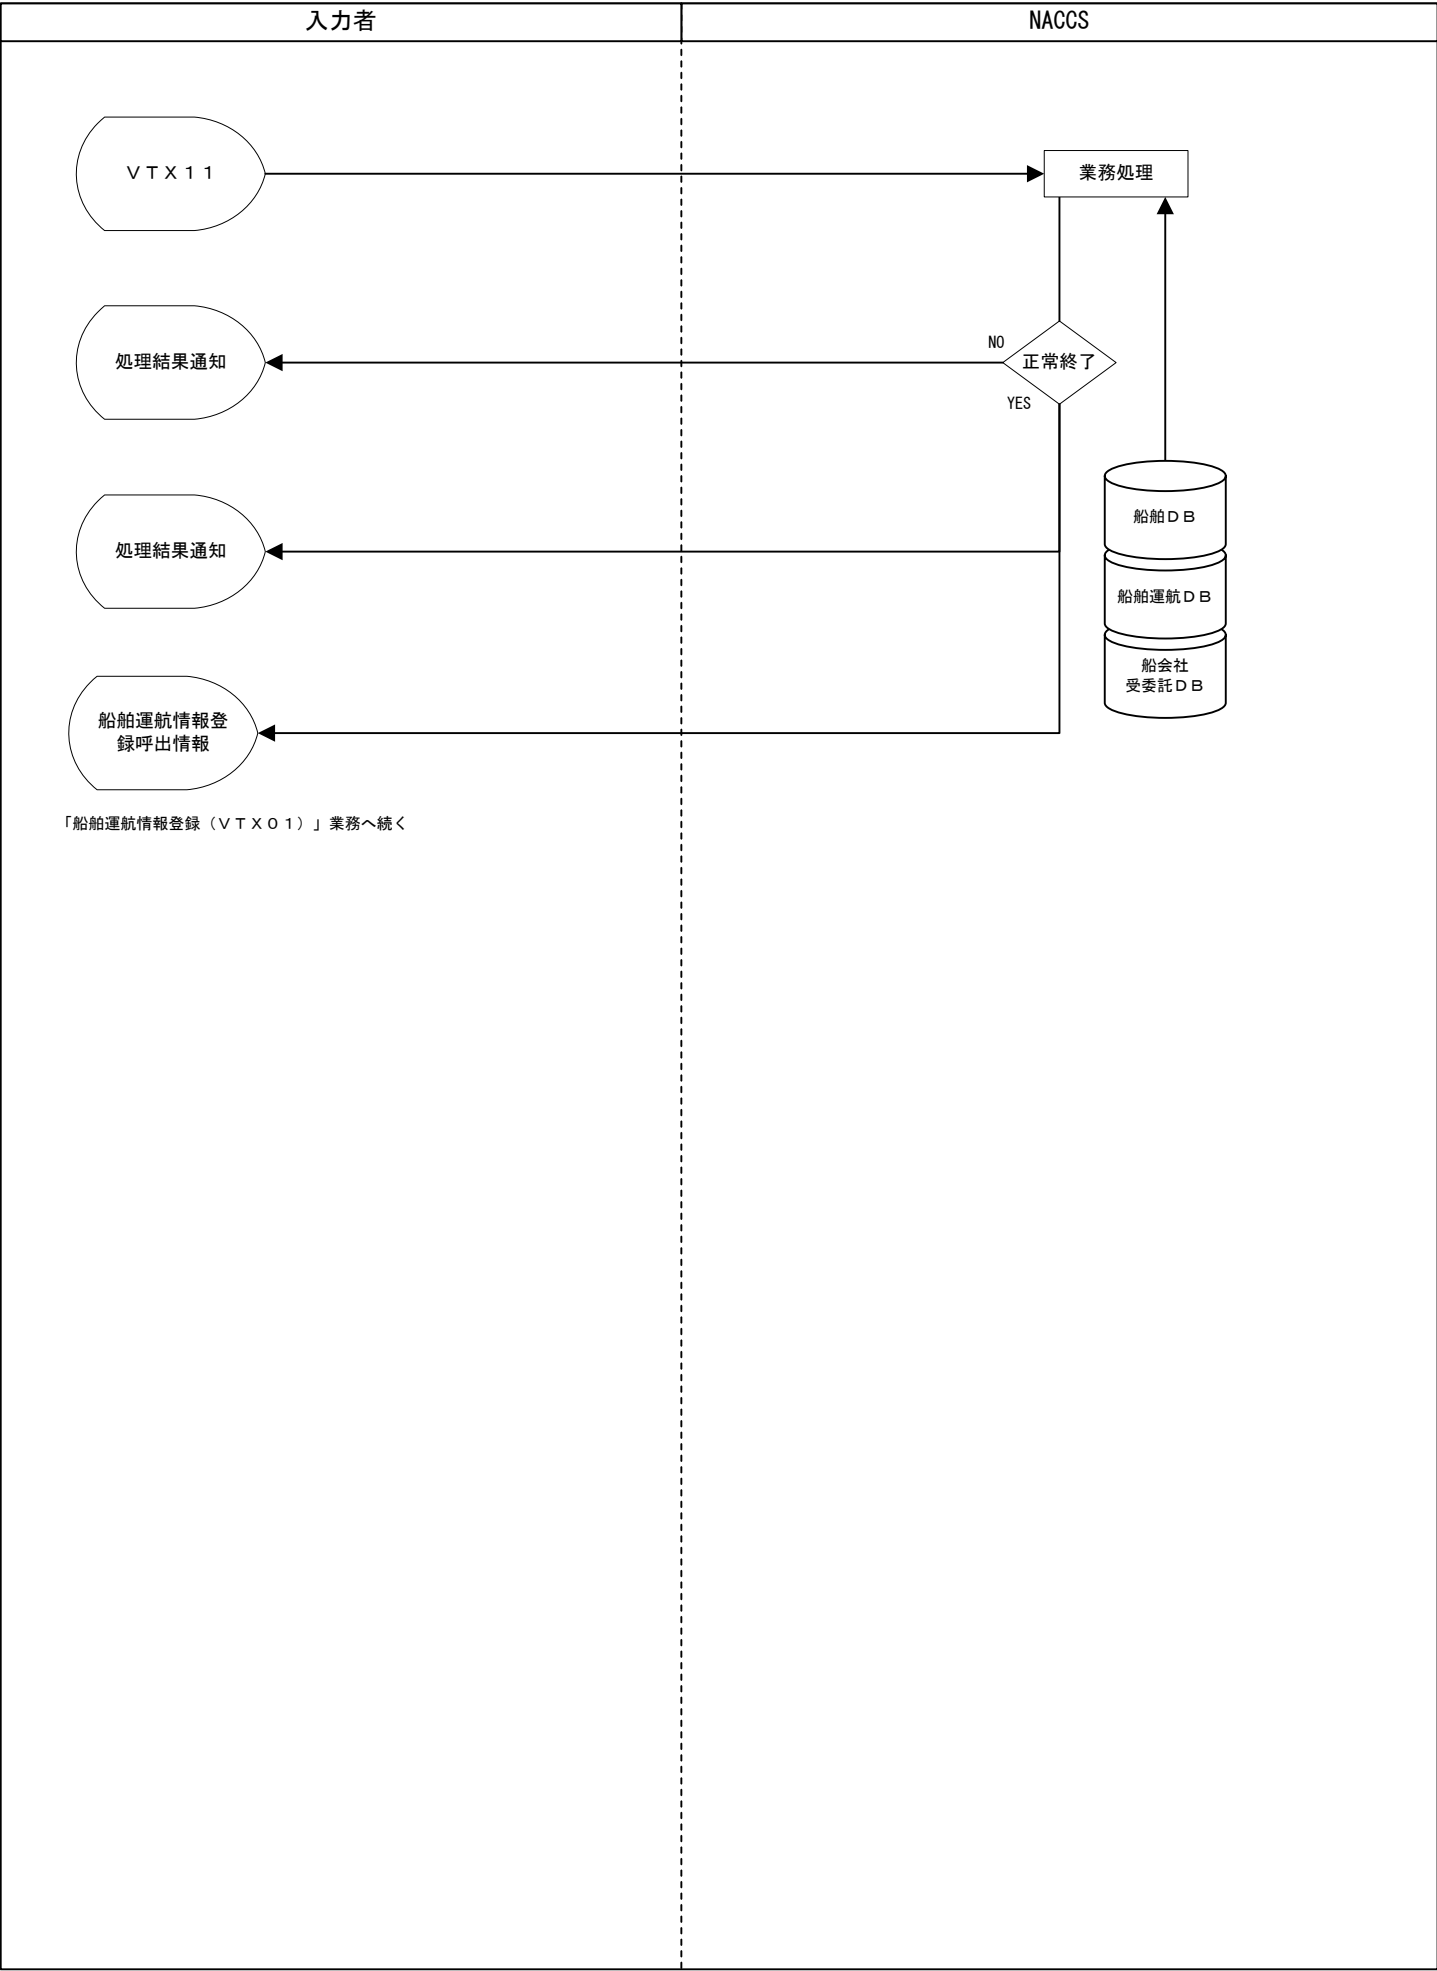 入力者
NACCS
ＶＴＸ１１
業務処理
処理結果通知
NO
正常終了
YES
船舶ＤＢ
処理結果通知
船舶運航ＤＢ
船会社
受委託ＤＢ
船舶運航情報登
録呼出情報
「船舶運航情報登録（ＶＴＸ０１）」業務へ続く